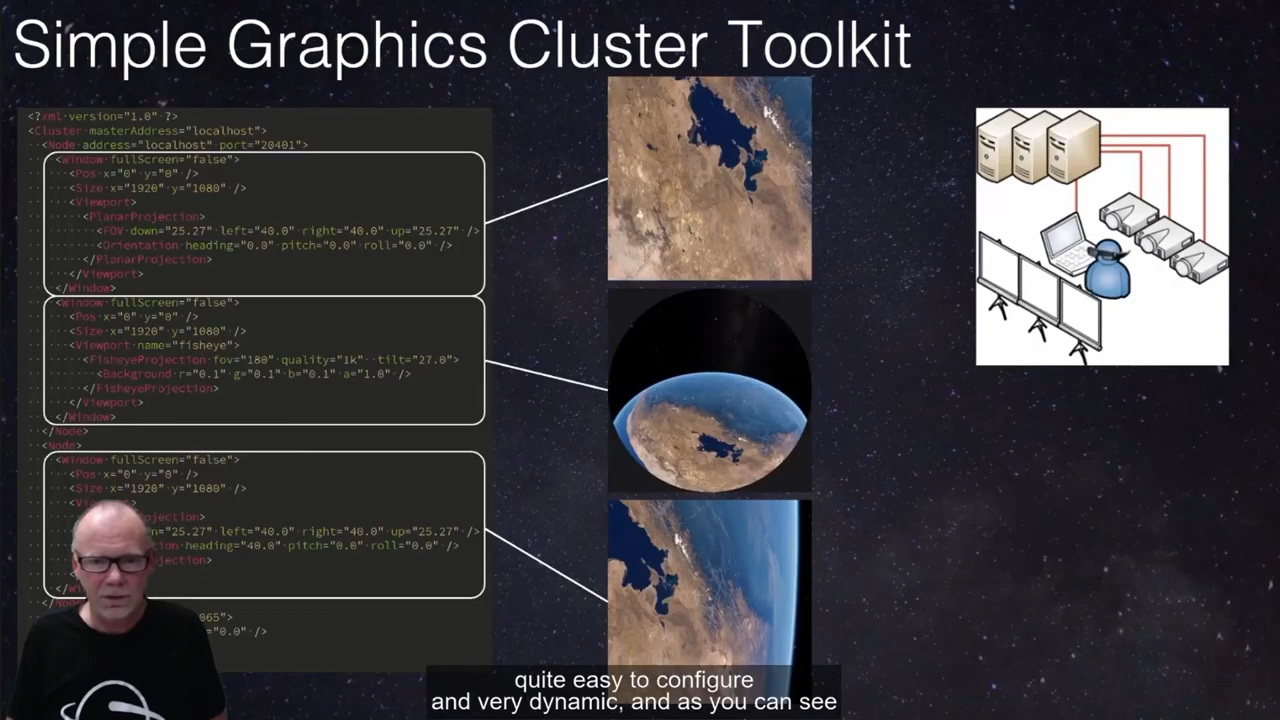 Simple Graphics Cluster Toolkit
<?xml version="1.0" ?>
<Cluster masterAddress="localhost">
<Node address="localhost" port="20401">
<Window fullScreen="false">
<Pos x="0" y="0" />
<Size x="1920" y="1080" />
<Viewport>
<PlanarProjection>
<FOV down="25.27" left="40.0" right="40.0" up="25.27" />
<Orientation heading="0.0" pitch="0.0" roll="0.0" />
</PlanarProjection>
</Viewport>
</Window>
<Window fullScreen="false">
<Pos x="0" y="0" />
<Size x="1920" y="1080" />
<Viewport name="fisheye">
<FisheyeProjection fov="180" quality="1k" tilt="27.0">
<Background r="0.1" g="0.1" b="0.1" a="1.0" />
</FisheyeProjection>
</Viewport>
</Window>
</Node>
<Node>
<Window fullScreen="false">
<Pos x="0" y="0" />
<Size x="1920" y="1080" />
="25.27" left="40.0" right="40.0" up="25.27" />
heading="40.0" pitch="0.0" roll="0.0" />
065">
="0.0" />
quite easy to configure
and very dynamic, and as you can see